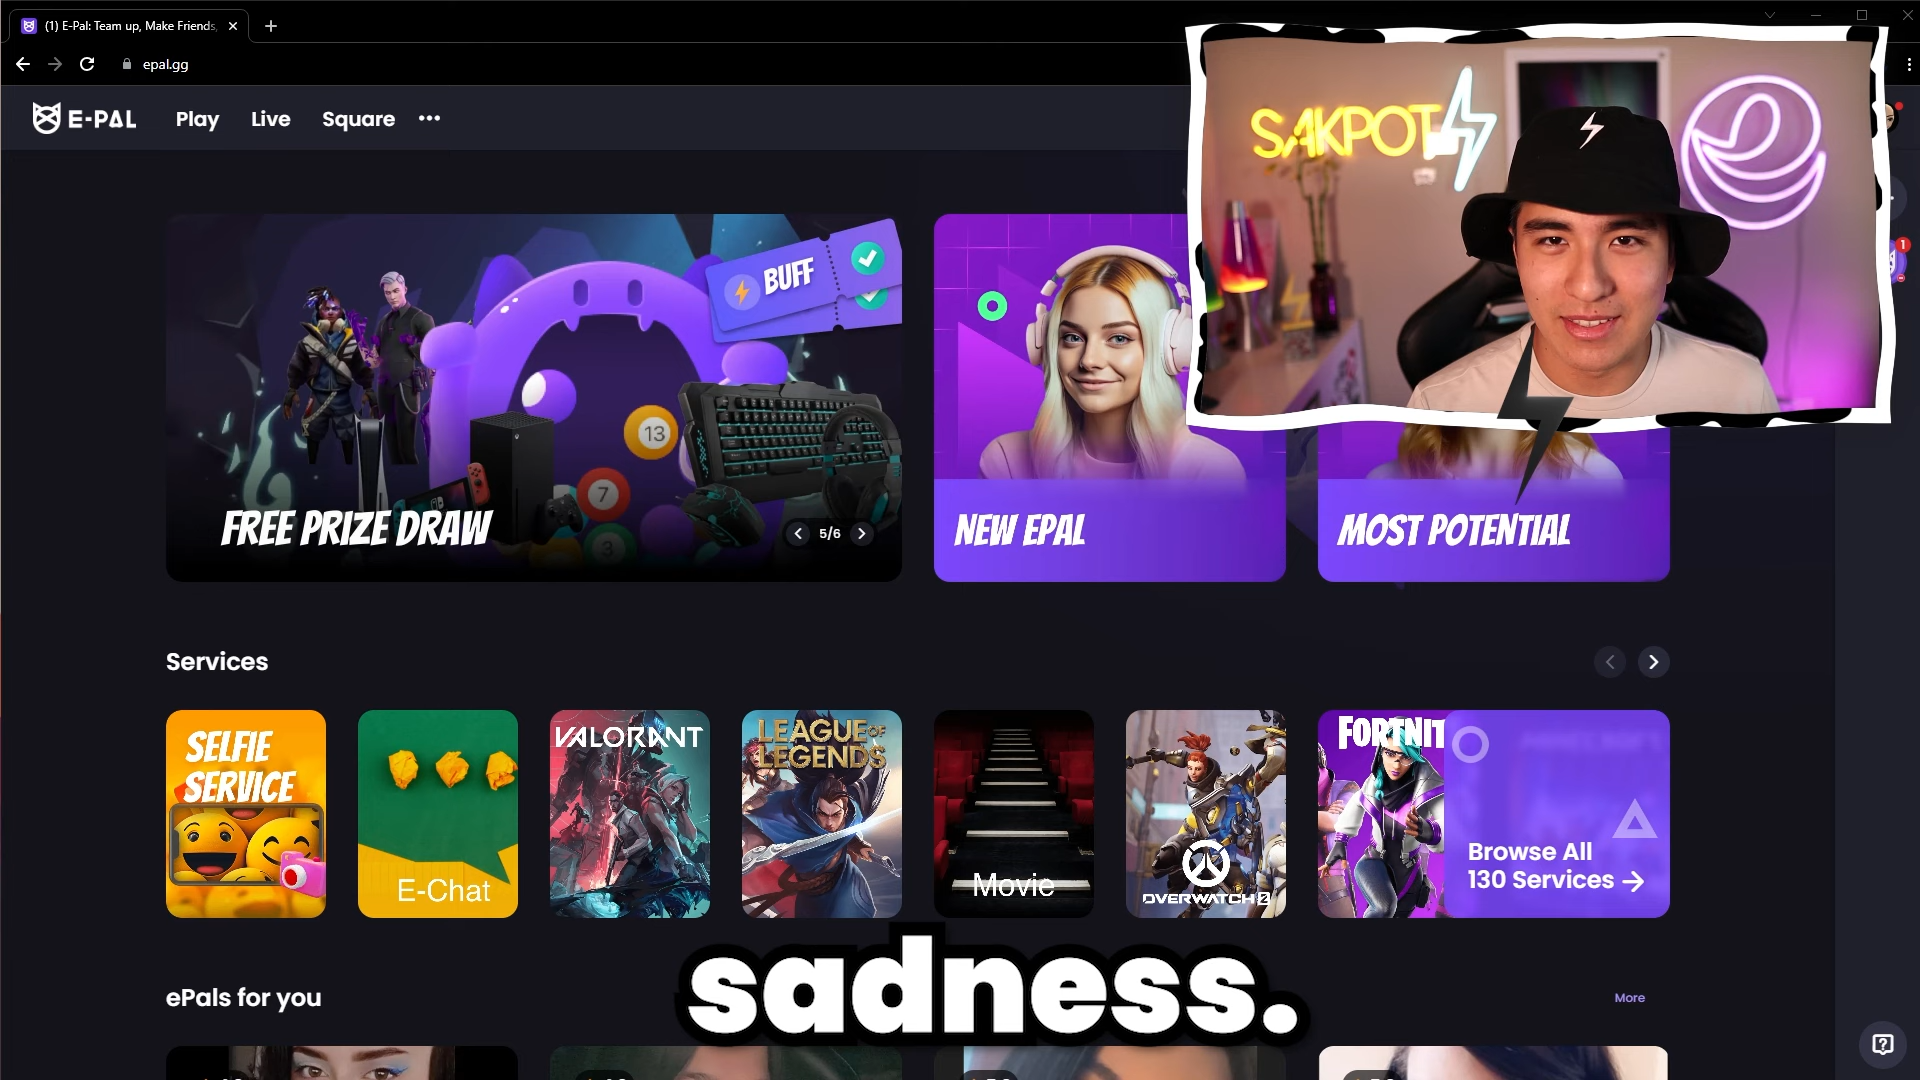 (1) E-Pal: Team up, Make Friends,
epal.gg
E-PAL
Play
Live
Square
SAKPOT
BUFF
13
7
3
FREE PRIZE DRAW
5/6
NEW EPAL
MOST POTENTIAL
1
Services
SELFIE
SERVICE
E-Chat
VALORANT
LEAGUE OF
LEGENDS
Movie
OVERWATCH 2
FORTNIT
Browse All
130 Services
sadness.
ePals for you
More